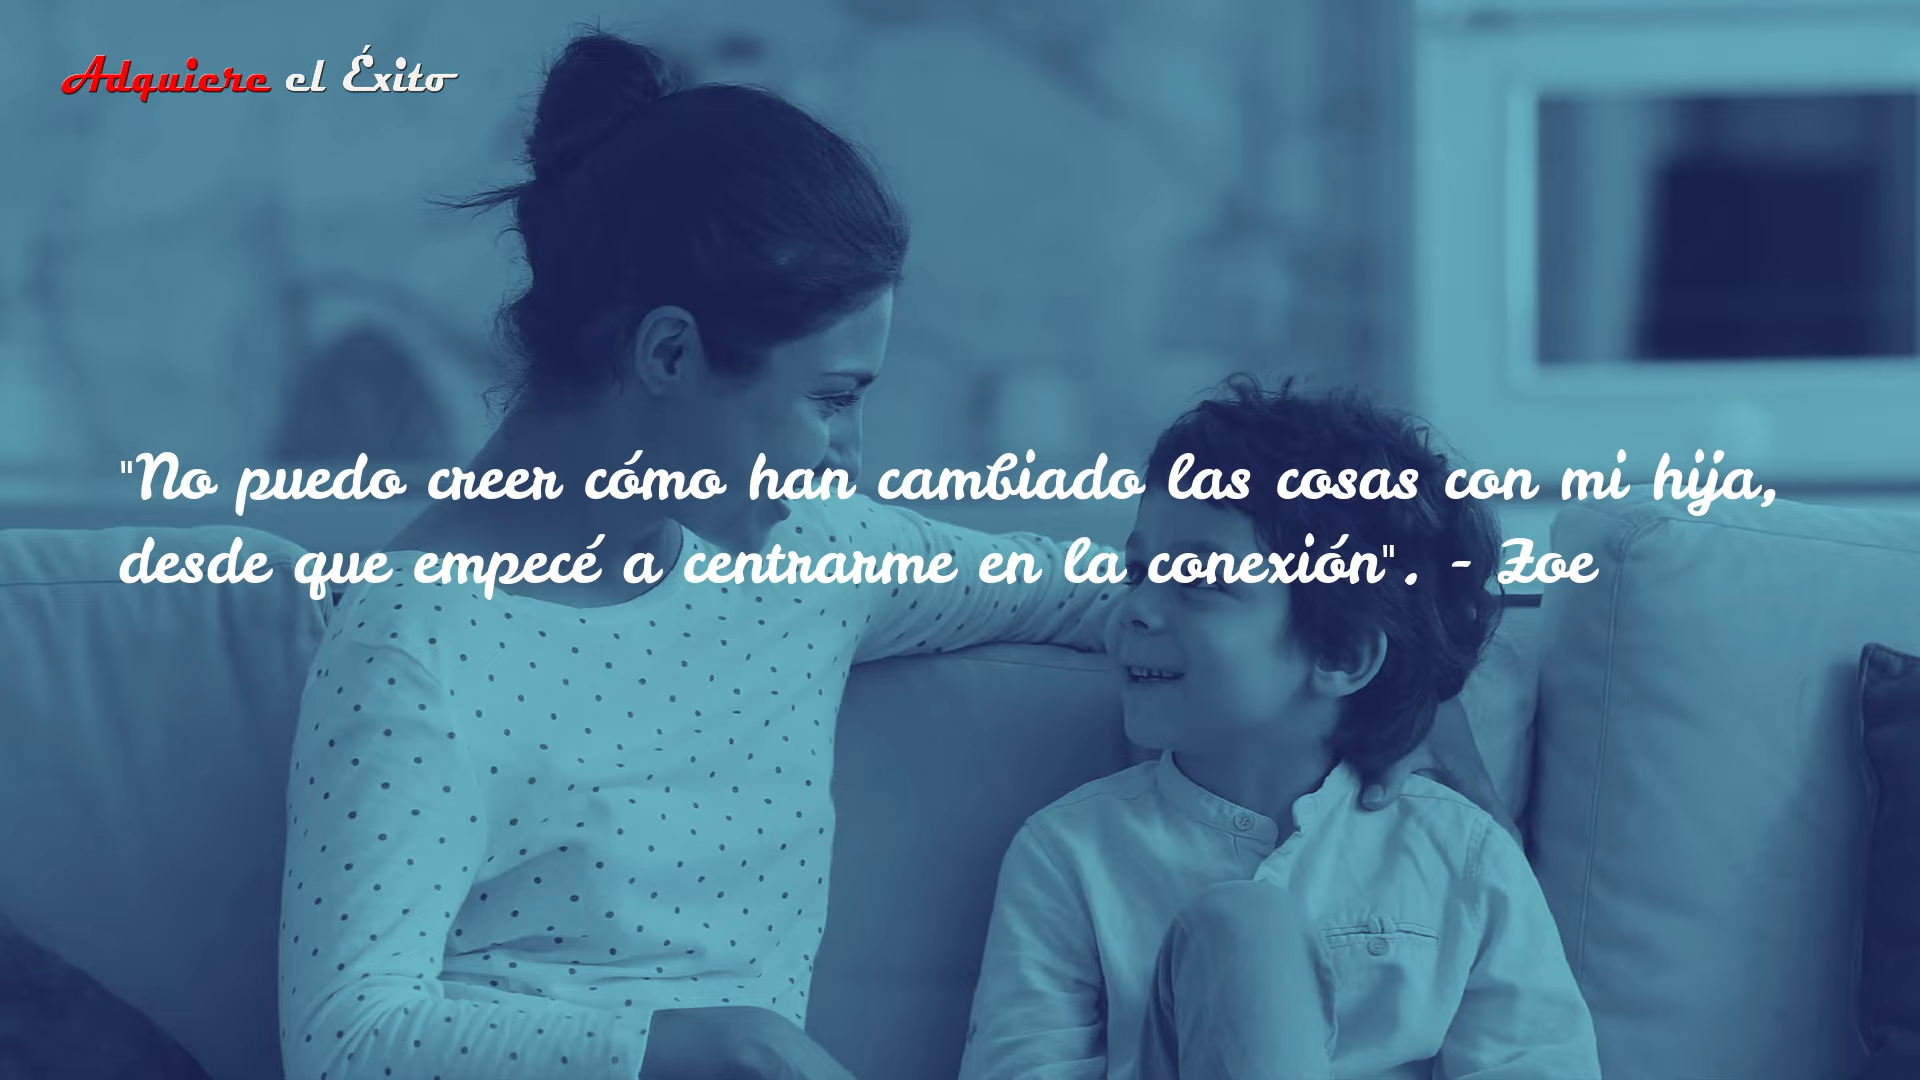 Adquiere el Éxito
"No puedo creer cómo han cambiado las cosas con mi hija,
desde que empecé a centrarme en la conexión". - Zoe